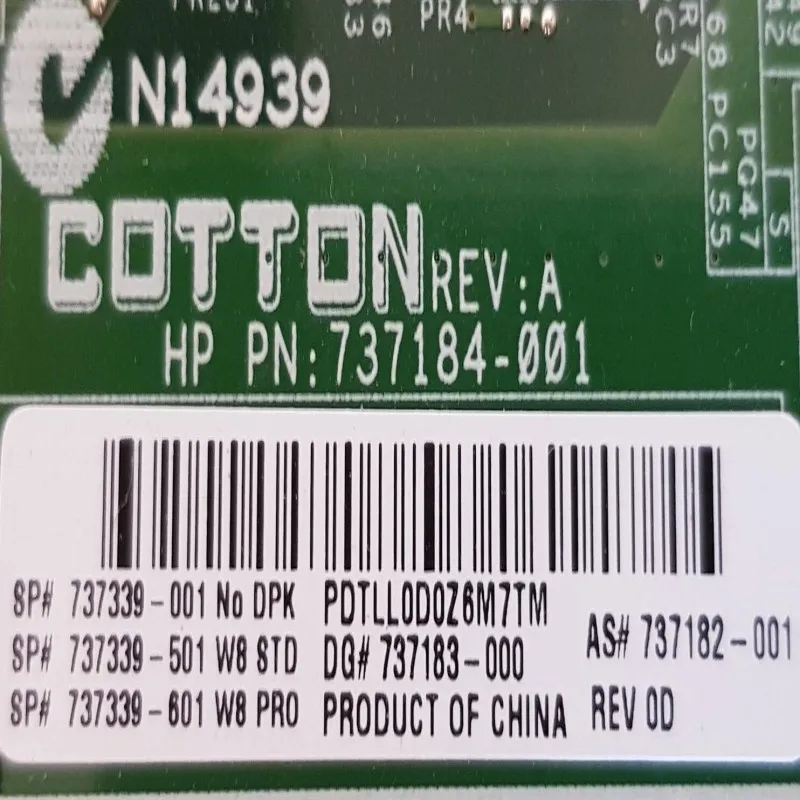 PR4
N14939
R7
C3
68 PC155
PG47
S
COTTON REV:A
HP PN:737184-001
SP# 737339-001 No DPK PDTLL0D0Z6M7TM
AS# 737182-001
SP# 737339-501 W8 STD DG# 737183-000
SP# 737339-601 W8 PRO PRODUCT OF CHINA REV 0D